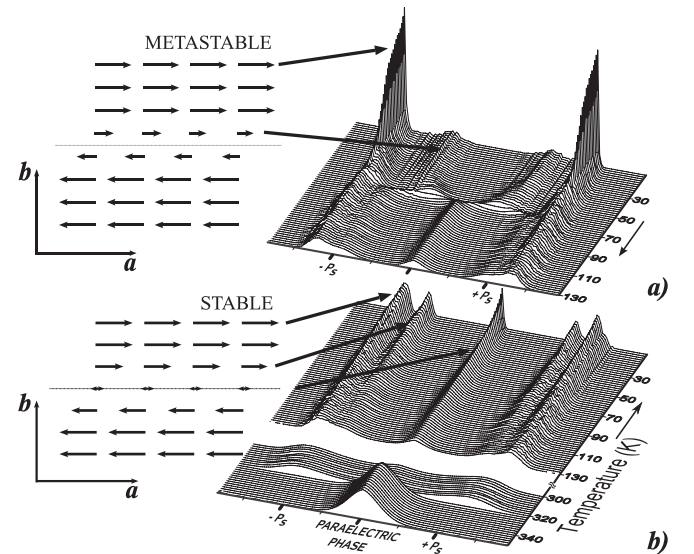 METASTABLE
b
a
30
50
70
90
110
130
-Ps
+Ps
a)
STABLE
b
a
30
50
70
90
110
130
300
320
340
Temperature (K)
-Ps
PARAELECTRIC
PHASE
+Ps
b)